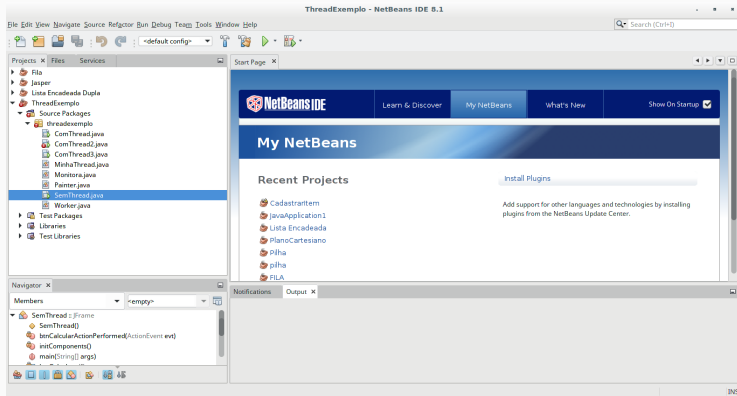 ThreadExemplo - NetBeans IDE 8.1
File Edit View Navigate Source Refactor Run Debug Team Tools Window Help
Search (Ctrl+I)
<default config>
Projects Files Services
Start Page
Fila
Jasper
Lista Encadeada Dupla
ThreadExemplo
Source Packages
threadexemplo
ComThread.java
ComThread2.java
ComThread3.java
MinhaThread.java
Monitora.java
Painter.java
SemThread.java
Worker.java
Test Packages
Libraries
Test Libraries
NetBeans IDE
Learn & Discover
My NetBeans
What's New
Show On Startup
My NetBeans
Recent Projects
CadastrarItem
JavaApplication1
Lista Encadeada
PlanoCartesiano
Pilha
pilha
FILA
Install Plugins
Add support for other languages and technologies by installing
plugins from the NetBeans Update Center.
Navigator
Members
<empty>
SemThread :: JFrame
SemThread()
btnCalcularActionPerformed(ActionEvent evt)
initComponents()
main(String[] args)
Notifications Output
INS